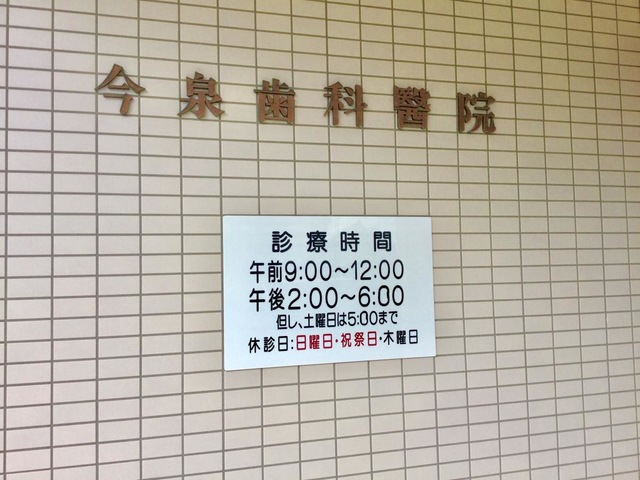 今泉歯科醫院
診療時間
午前9:00～12:00
午後2:00～6:00
但し、土曜日は5:00まで
休診日:日曜日・祝祭日・木曜日